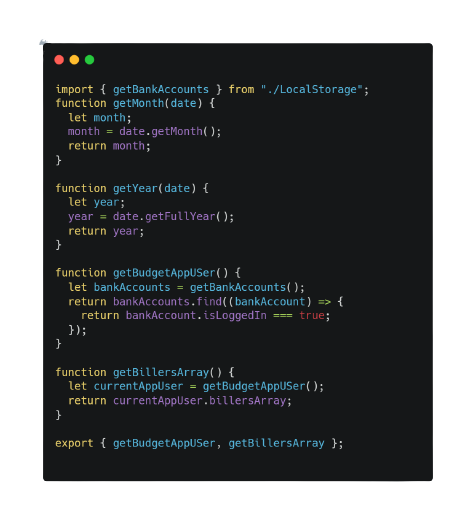 import { getBankAccounts } from "./LocalStorage";
function getMonth(date) {
  let month;
  month = date.getMonth();
  return month;
}

function getYear(date) {
  let year;
  year = date.getFullYear();
  return year;
}

function getBudgetAppUSer() {
  let bankAccounts = getBankAccounts();
  return bankAccounts.find((bankAccount) => {
    return bankAccount.isLoggedIn === true;
  });
}

function getBillersArray() {
  let currentAppUser = getBudgetAppUSer();
  return currentAppUser.billersArray;
}

export { getBudgetAppUSer, getBillersArray };